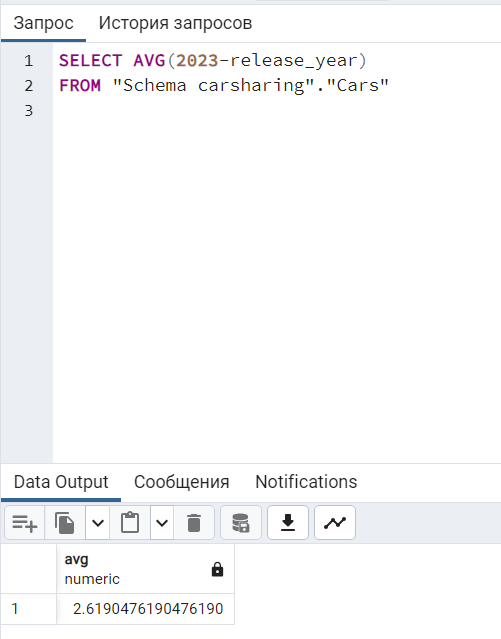 Запрос История запросов
1 SELECT AVG(2023-release_year)
2 FROM "Schema carsharing"."Cars"
3
Data Output Сообщения Notifications
avg
numeric
1 2.6190476190476190